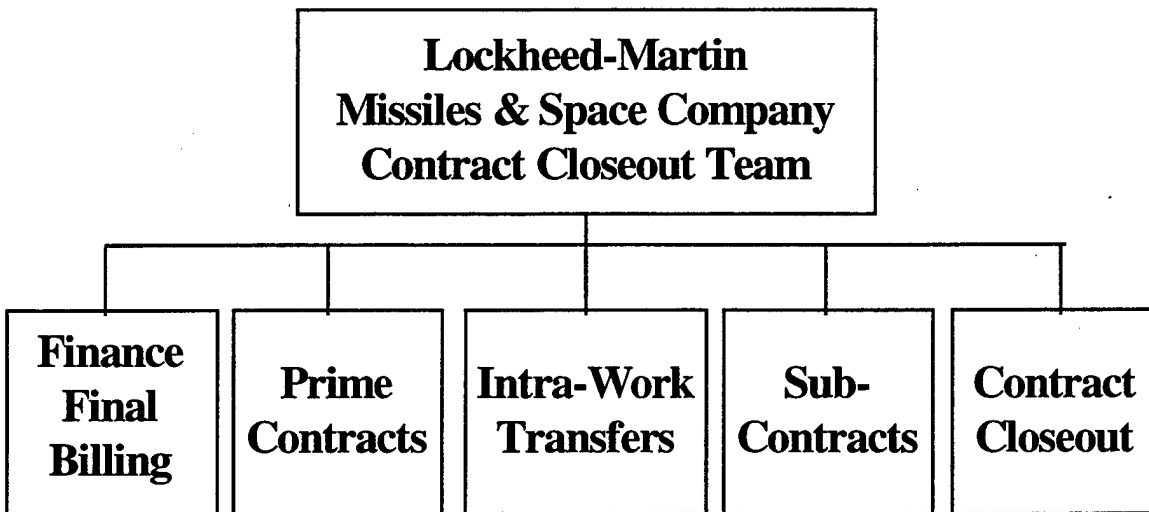 Lockheed-Martin
Missiles & Space Company
Contract Closeout Team
Finance
Final
Billing
Prime
Contracts
Intra-Work
Transfers
Sub-
Contracts
Contract
Closeout